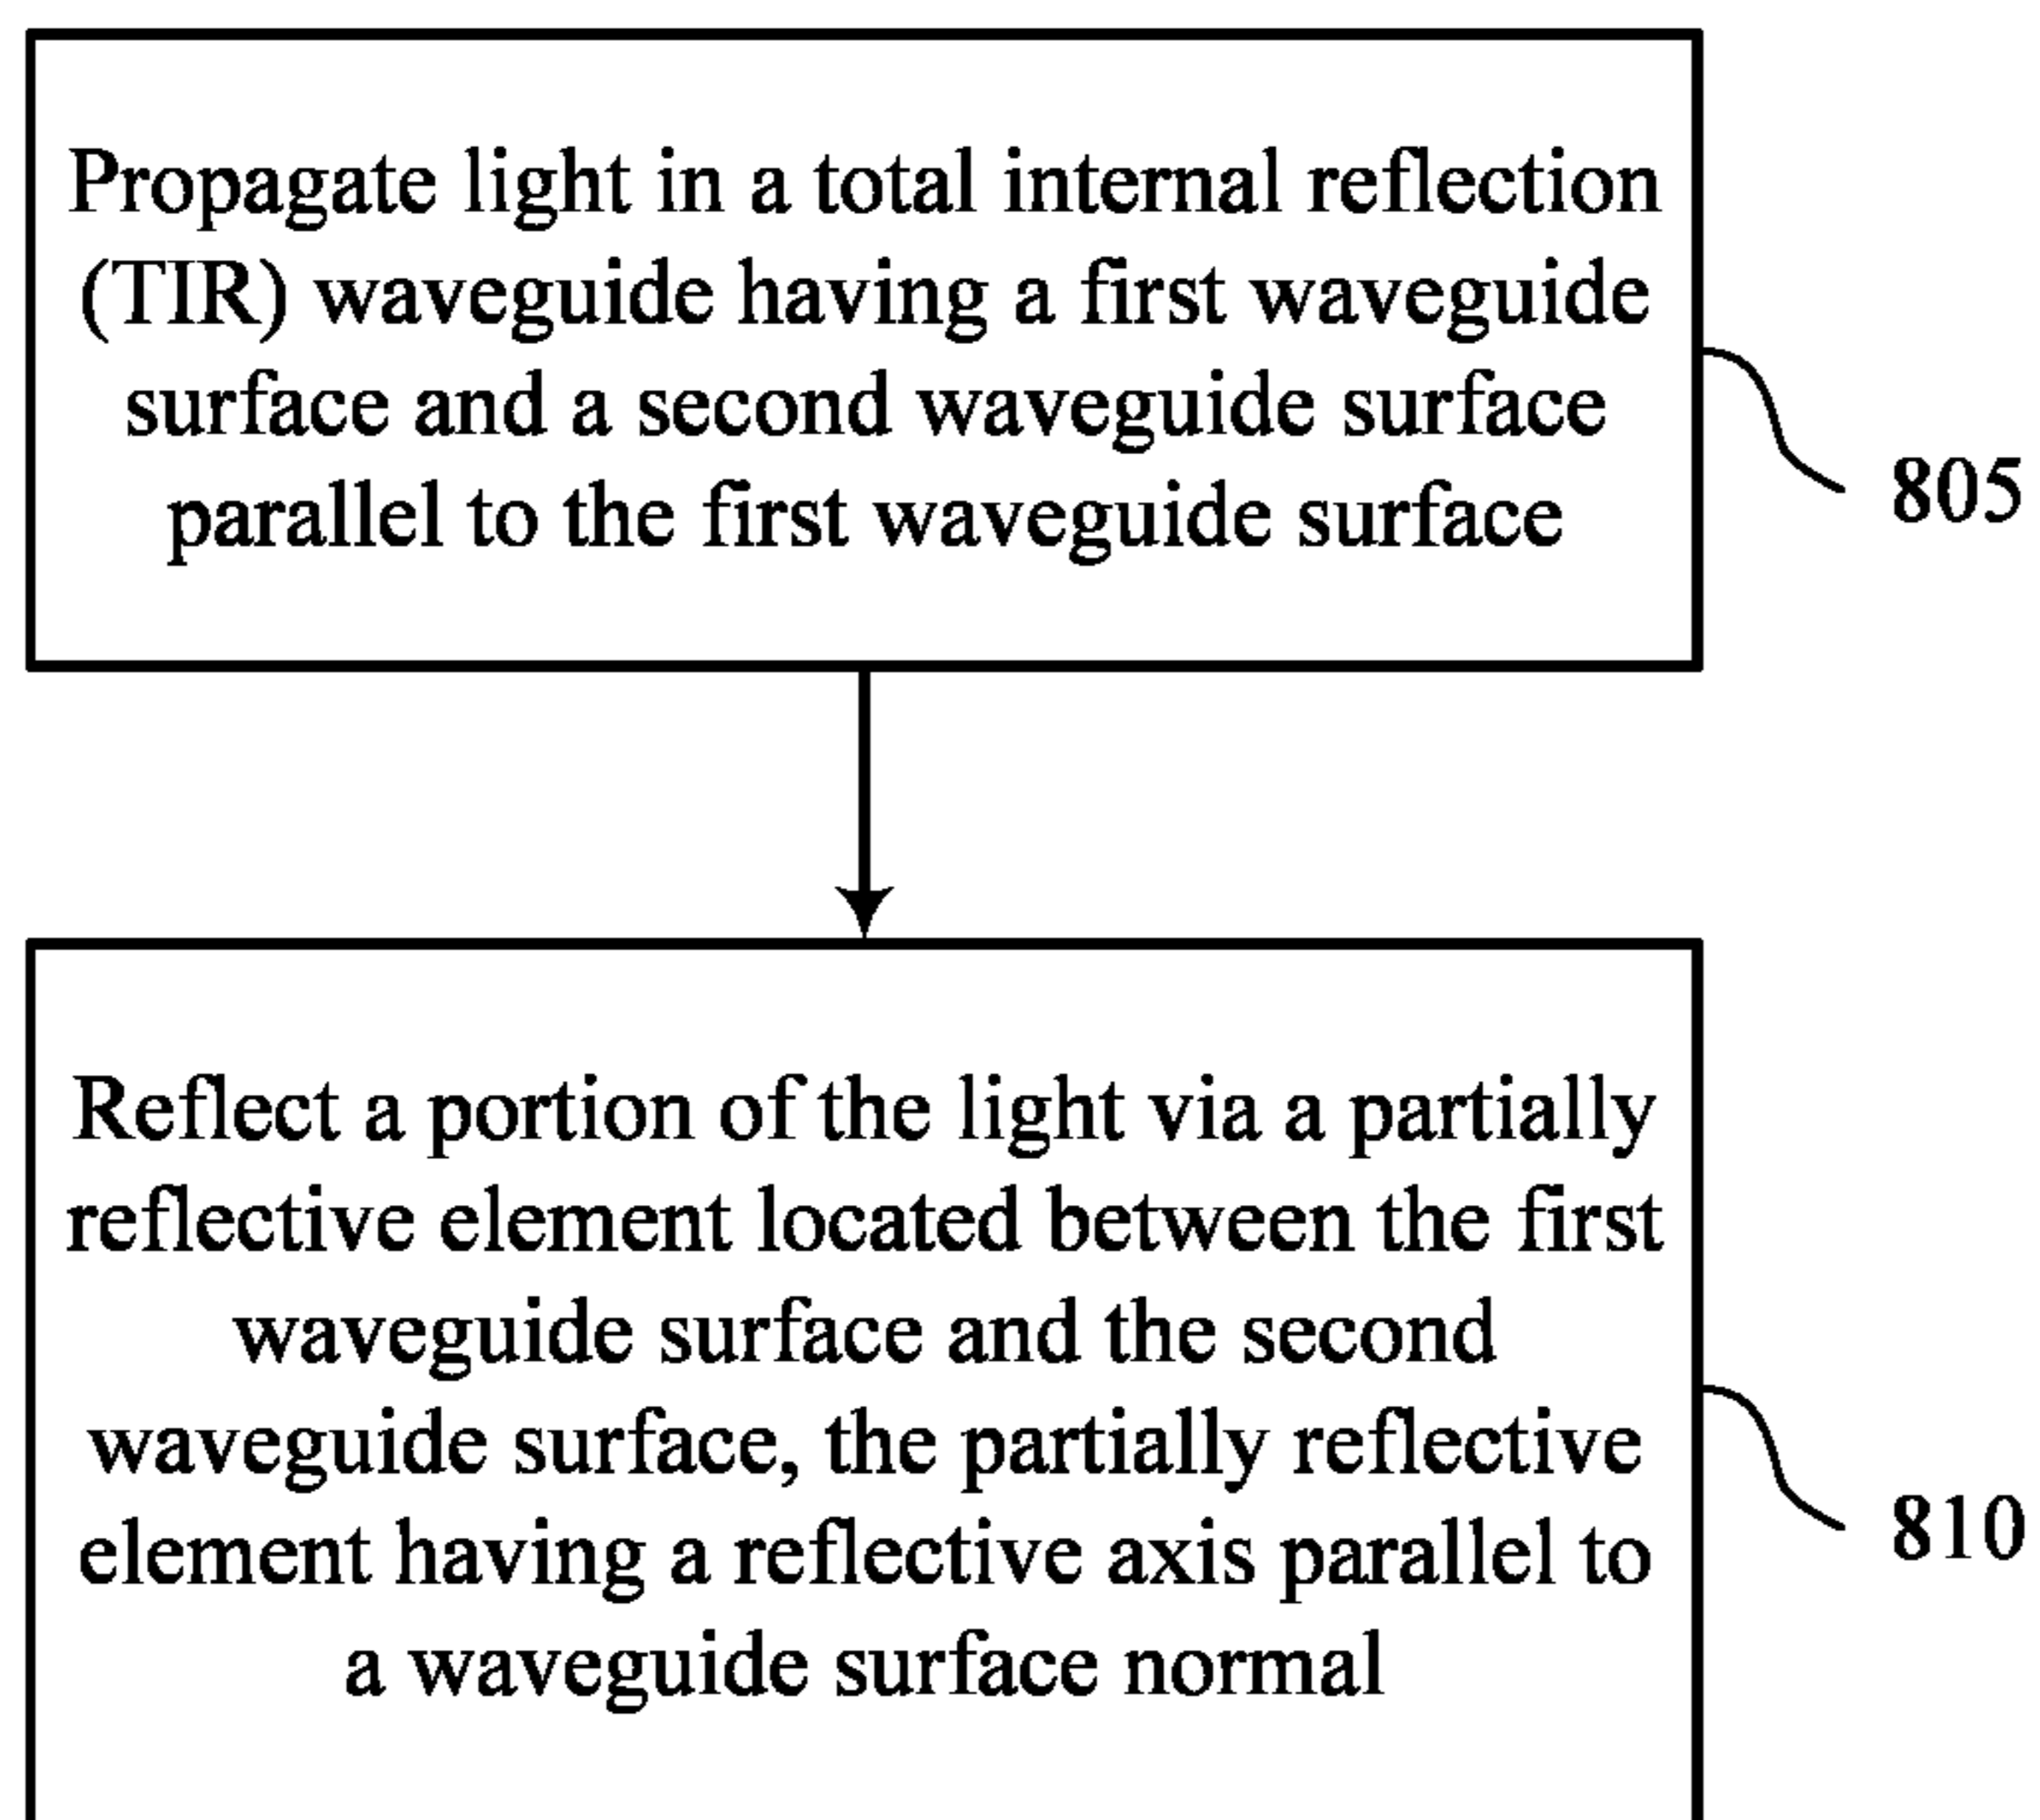 Propagate light in a total internal reflection
(TIR) waveguide having a first waveguide
surface and a second waveguide surface
parallel to the first waveguide surface
805
Reflect a portion of the light via a partially
reflective element located between the first
waveguide surface and the second
waveguide surface, the partially reflective
element having a reflective axis parallel to
a waveguide surface normal
810